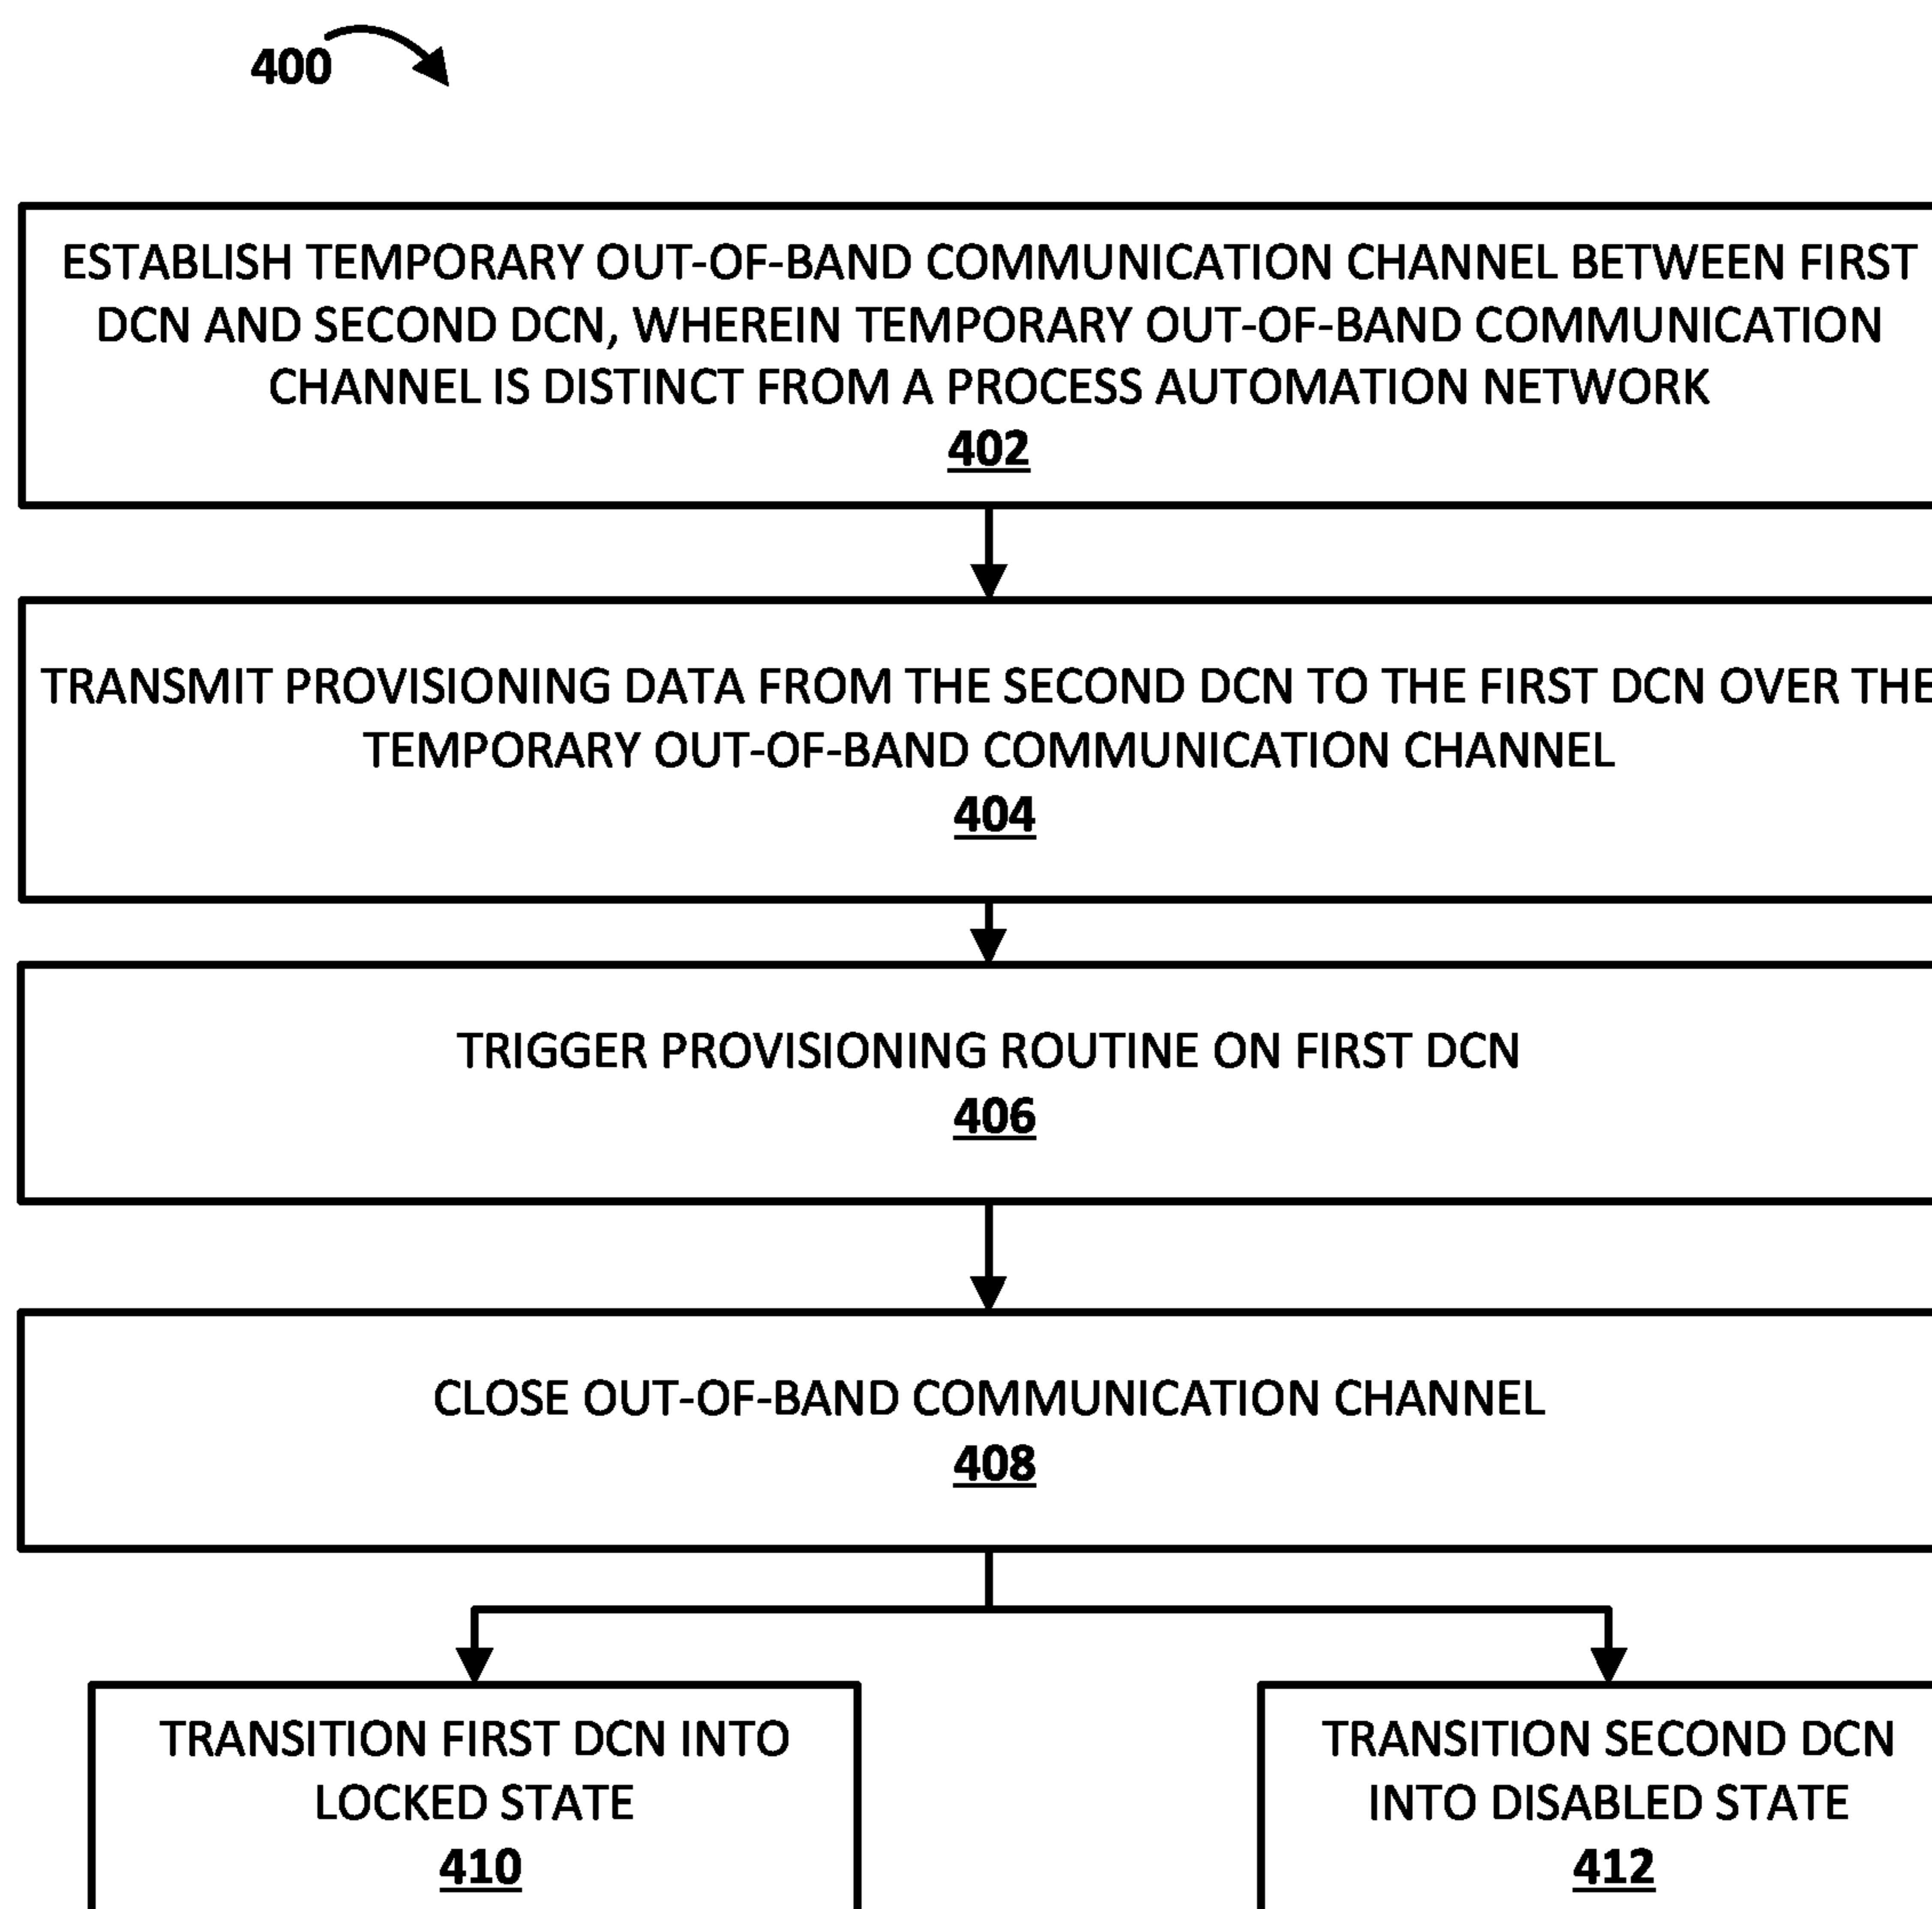 400
ESTABLISH TEMPORARY OUT-OF-BAND COMMUNICATION CHANNEL BETWEEN FIRST
DCN AND SECOND DCN, WHEREIN TEMPORARY OUT-OF-BAND COMMUNICATION
CHANNEL IS DISTINCT FROM A PROCESS AUTOMATION NETWORK
402
TRANSMIT PROVISIONING DATA FROM THE SECOND DCN TO THE FIRST DCN OVER THE
TEMPORARY OUT-OF-BAND COMMUNICATION CHANNEL
404
TRIGGER PROVISIONING ROUTINE ON FIRST DCN
406
CLOSE OUT-OF-BAND COMMUNICATION CHANNEL
408
TRANSITION FIRST DCN INTO
LOCKED STATE
410
TRANSITION SECOND DCN
INTO DISABLED STATE
412